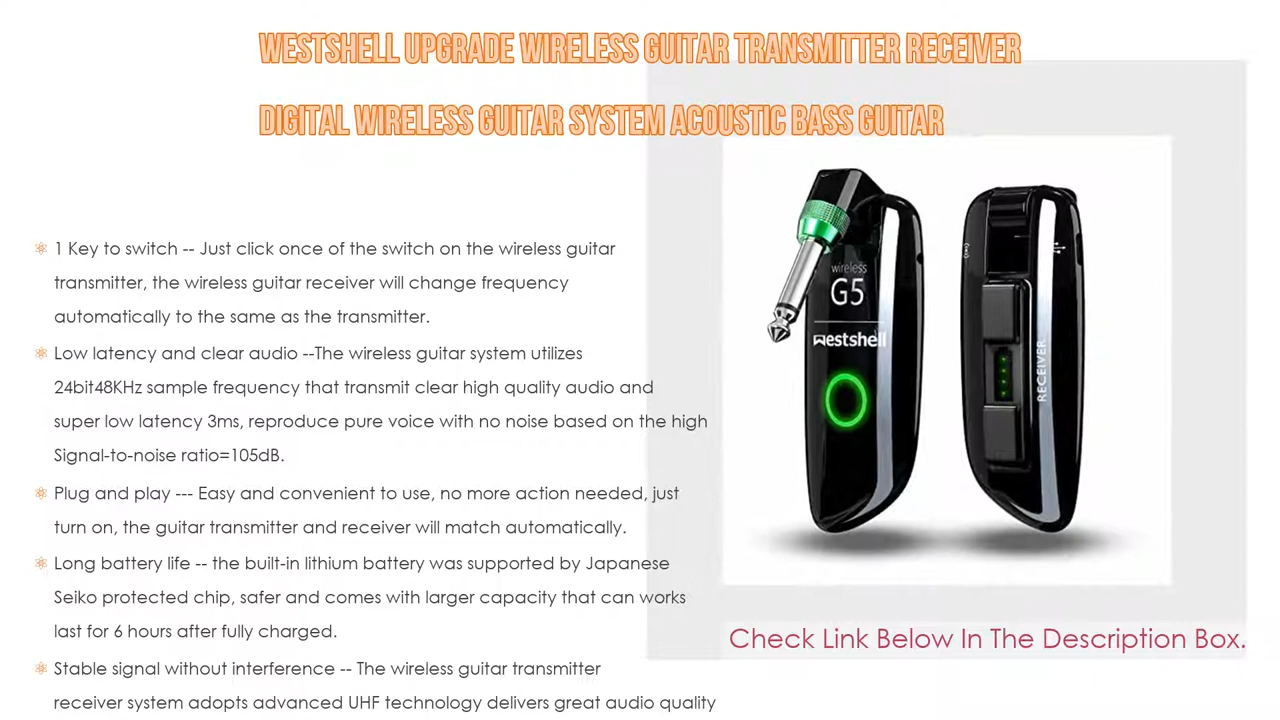 WESTSHELL UPGRADE WIRELESS GUITAR TRANSMITTER RECEIVER
DIGITAL WIRELESS GUITAR SYSTEM ACOUSTIC BASS GUITAR
1 Key to switch -- Just click once of the switch on the wireless guitar
transmitter, the wireless guitar receiver will change frequency
automatically to the same as the transmitter.
Low latency and clear audio --The wireless guitar system utilizes
24bit48KHz sample frequency that transmit clear high quality audio and
super low latency 3ms, reproduce pure voice with no noise based on the high
Signal-to-noise ratio=105dB.
Plug and play --- Easy and convenient to use, no more action needed, just
turn on, the guitar transmitter and receiver will match automatically.
Long battery life -- the built-in lithium battery was supported by Japanese
Seiko protected chip, safer and comes with larger capacity that can works
last for 6 hours after fully charged.
Stable signal without interference -- The wireless guitar transmitter
receiver system adopts advanced UHF technology delivers great audio quality
wireless
G5
westshell
RECEIVER
Check Link Below In The Description Box.